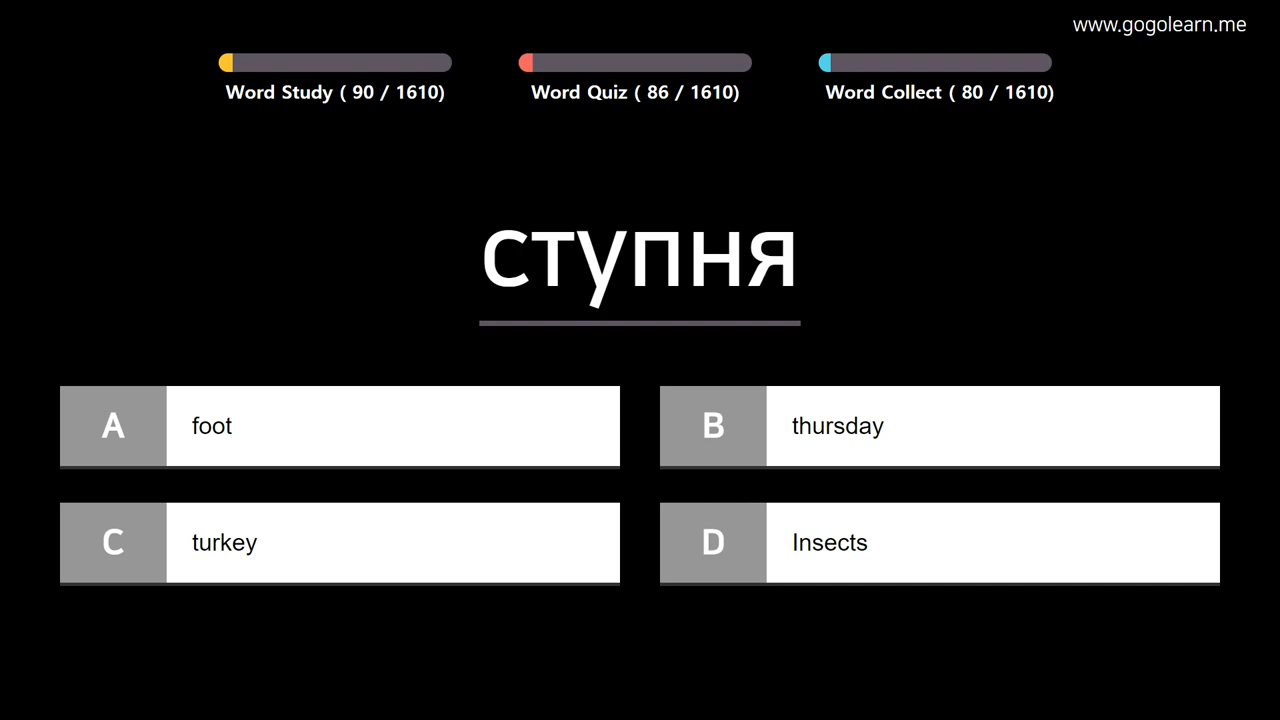 www.gogolearn.me
Word Study ( 90 / 1610)
Word Quiz ( 86 / 1610)
Word Collect ( 80 / 1610)
ступня
A foot
B thursday
C turkey
D Insects